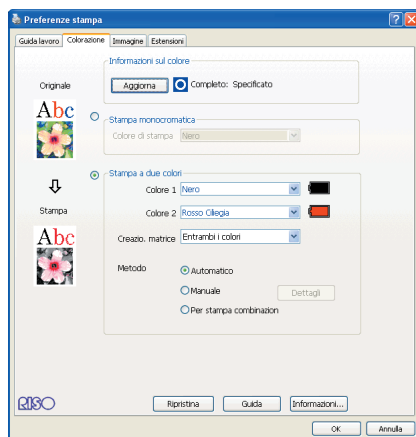 Preferenze stampa
Guida lavoro Colorazione Immagine Estensioni
Informazioni sul colore
Aggiorna Completo: Specificato
Originale
Abc
Stampa monocromatica
Colore di stampa Nero
Stampa a due colori
Colore 1 Nero
Colore 2 Rosso Ciliegia
Stampa
Abc
Creazio. matrice Entrambi i colori
Metodo Automatico
Manuale Dettagli
Per stampa combinazion
RISO Ripristina Guida Informazioni...
OK Annulla